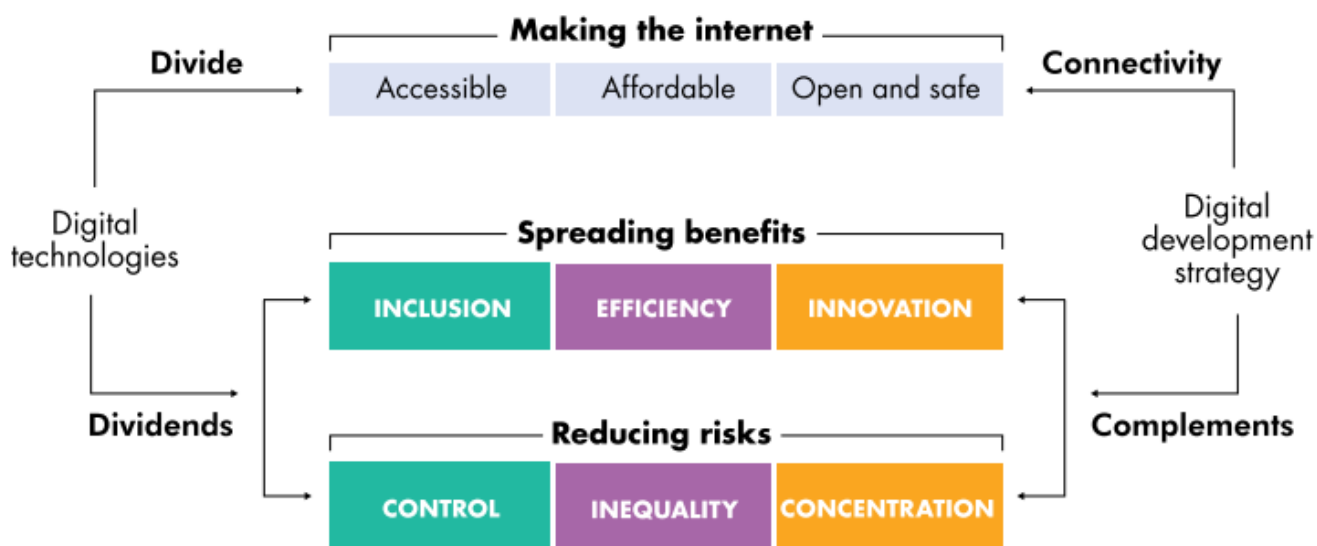 Making the internet
Divide
Connectivity
Accessible
Affordable
Open and safe
Digital
technologies
Digital
development
strategy
Spreading benefits
INCLUSION
EFFICIENCY
INNOVATION
Dividends
Complements
Reducing risks
CONTROL
INEQUALITY
CONCENTRATION